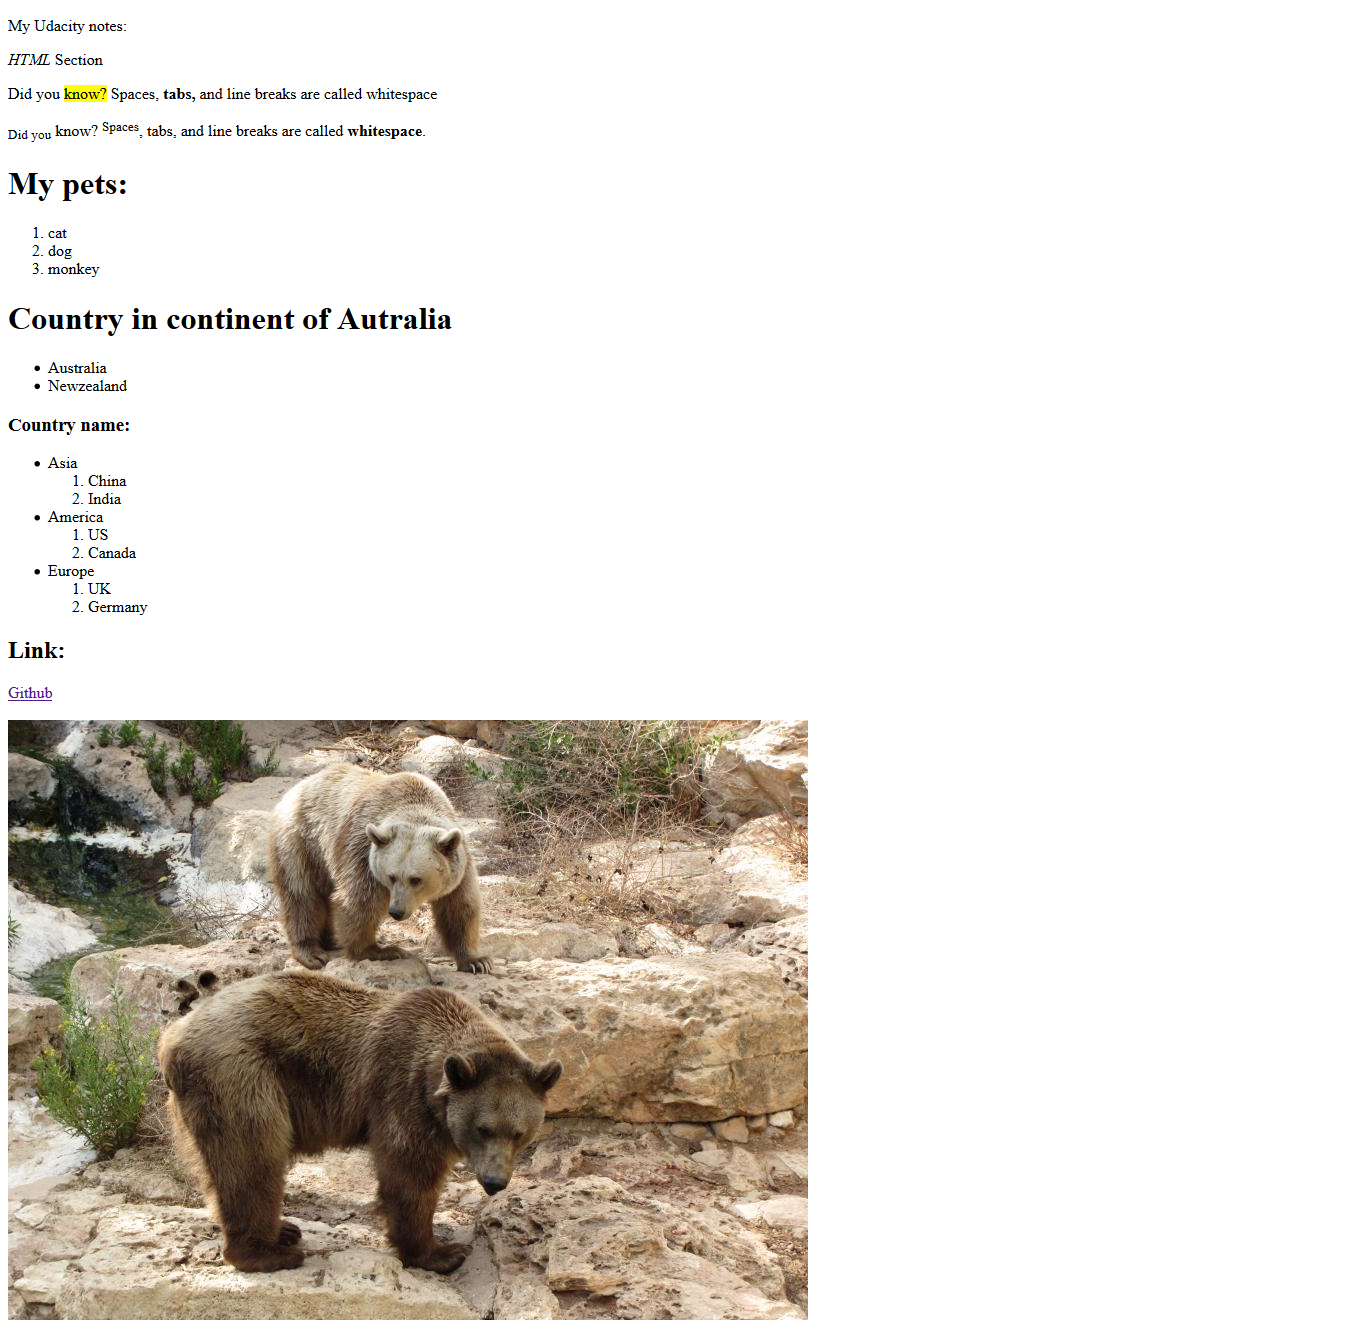 My Udacity notes:
HTML Section
Did you know? Spaces, tabs, and line breaks are called whitespace
Did you know? Spaces, tabs, and line breaks are called whitespace.
My pets:
1. cat
2. dog
3. monkey
Country in continent of Autralia
• Australia
• Newzealand
Country name:
• Asia
1. China
2. India
• America
1. US
2. Canada
• Europe
1. UK
2. Germany
Link:
Github